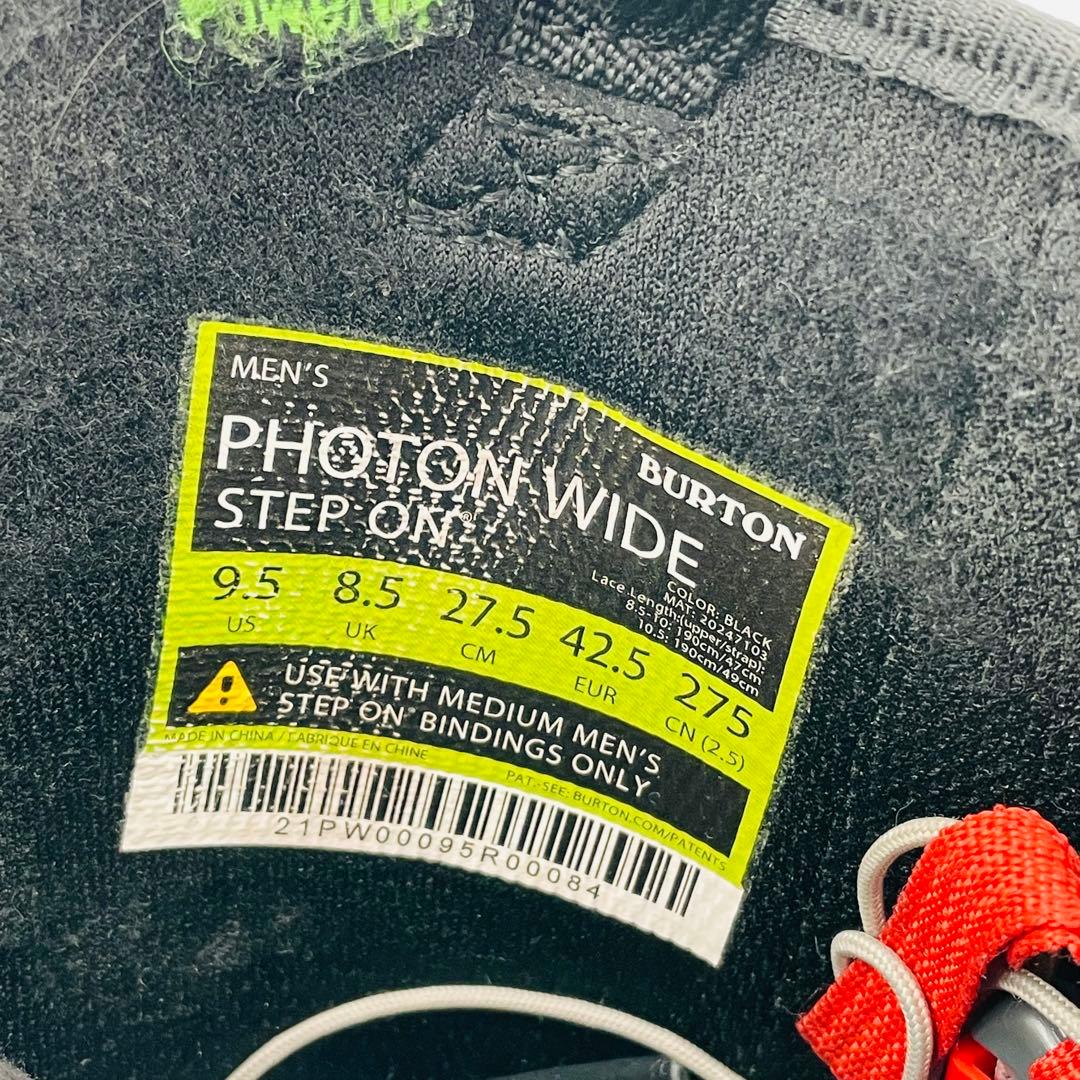 MEN'S
PHOTON WIDE
STEP ON®
BURTON
COLOR: BLACK
MAT: 20247103
Lace Length:(upper/strap):
8.5-10: 190cm/47cm
10.5: 190cm/49cm
9.5 8.5 27.5 42.5 275
US UK CM EUR CN (2.5)
USE WITH MEDIUM MEN'S
STEP ON® BINDINGS ONLY.
MADE IN CHINA / FABRIQUE EN CHINE
PAT.-SEE: BURTON.COM/PATENTS
21PW00095R00084